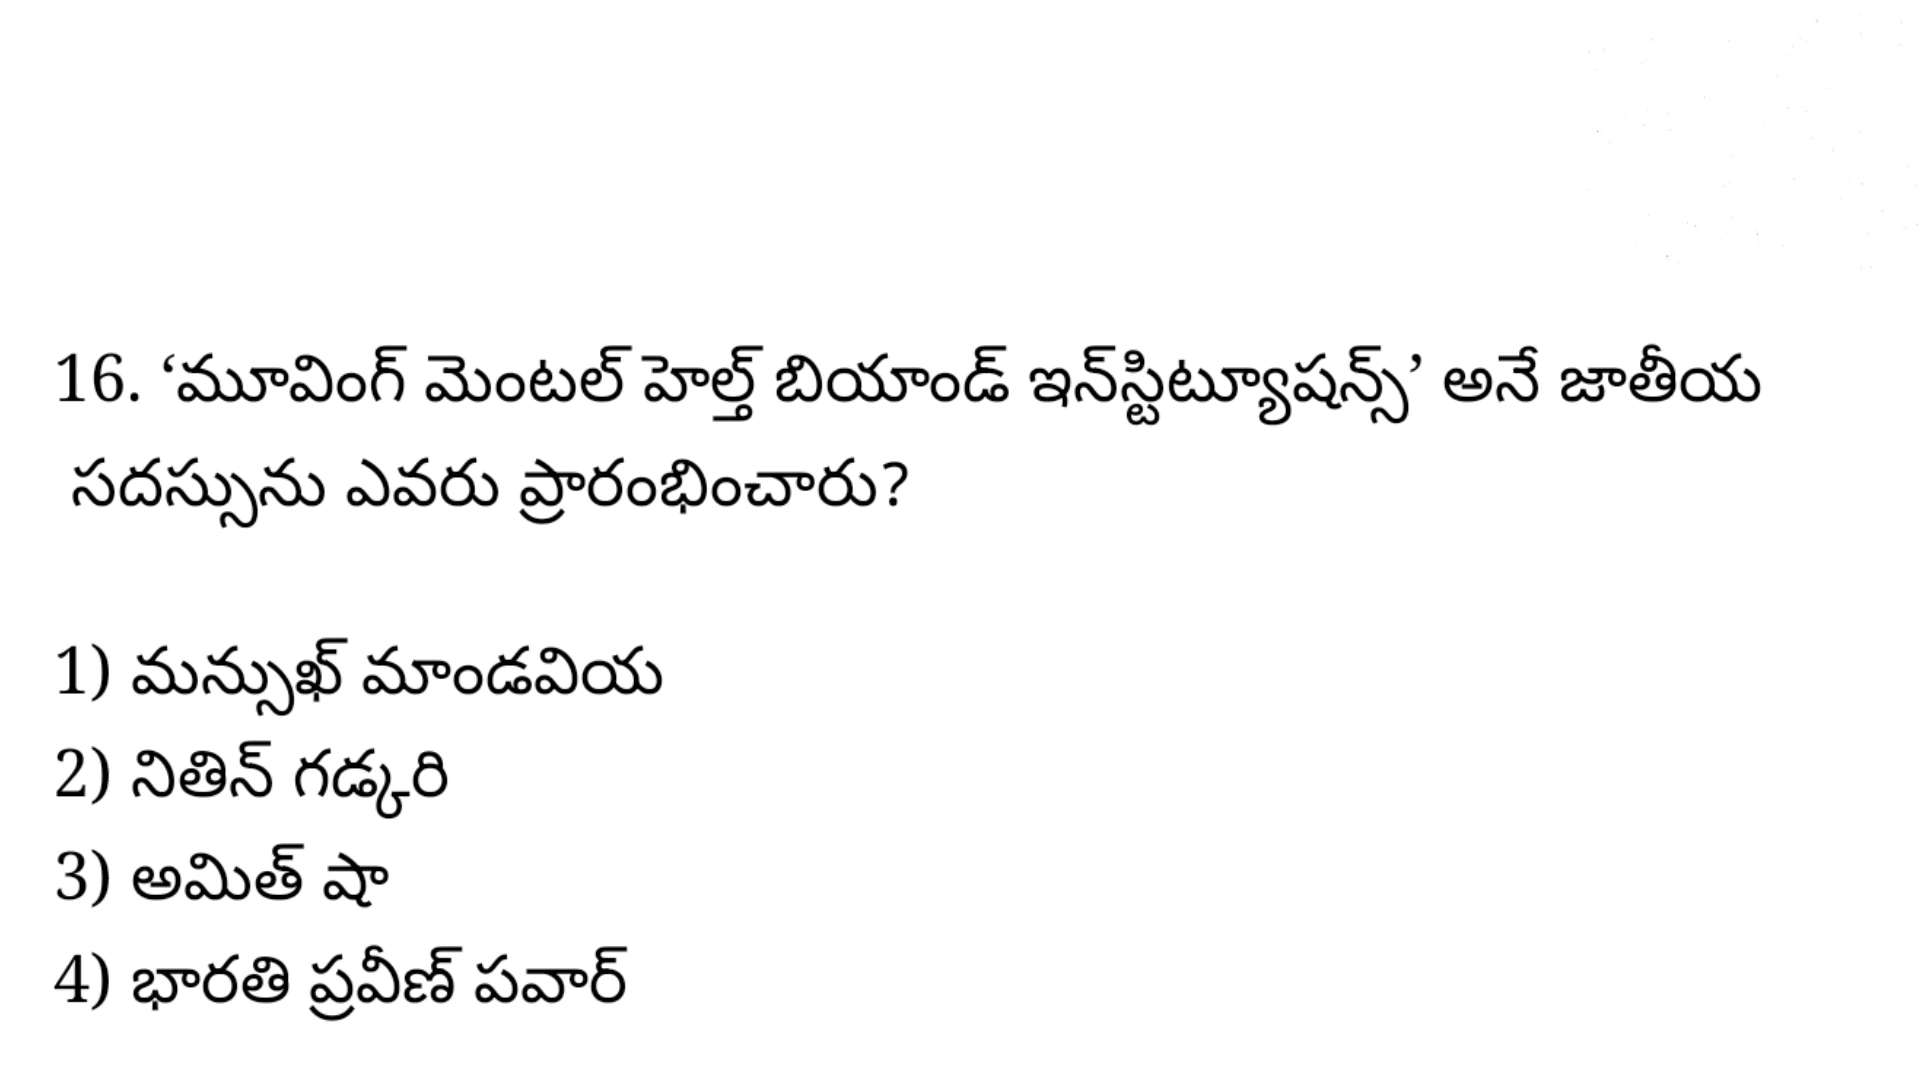 16. ‘మూవింగ్ మెంటల్ హెల్త్ బియాండ్ ఇన్‌స్టిట్యూషన్స్’ అనే జాతీయ
సదస్సును ఎవరు ప్రారంభించారు?
1) మన్సుఖ్ మాండవియ
2) నితిన్ గడ్కరి
3) అమిత్ షా
4) భారతి ప్రవీణ్ పవార్